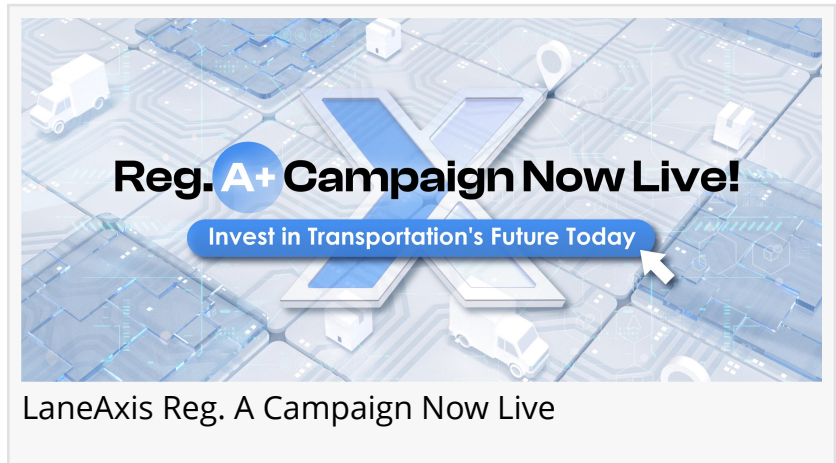 Reg. A+ Campaign Now Live!
Invest in Transportation's Future Today
LaneAxis Reg. A Campaign Now Live